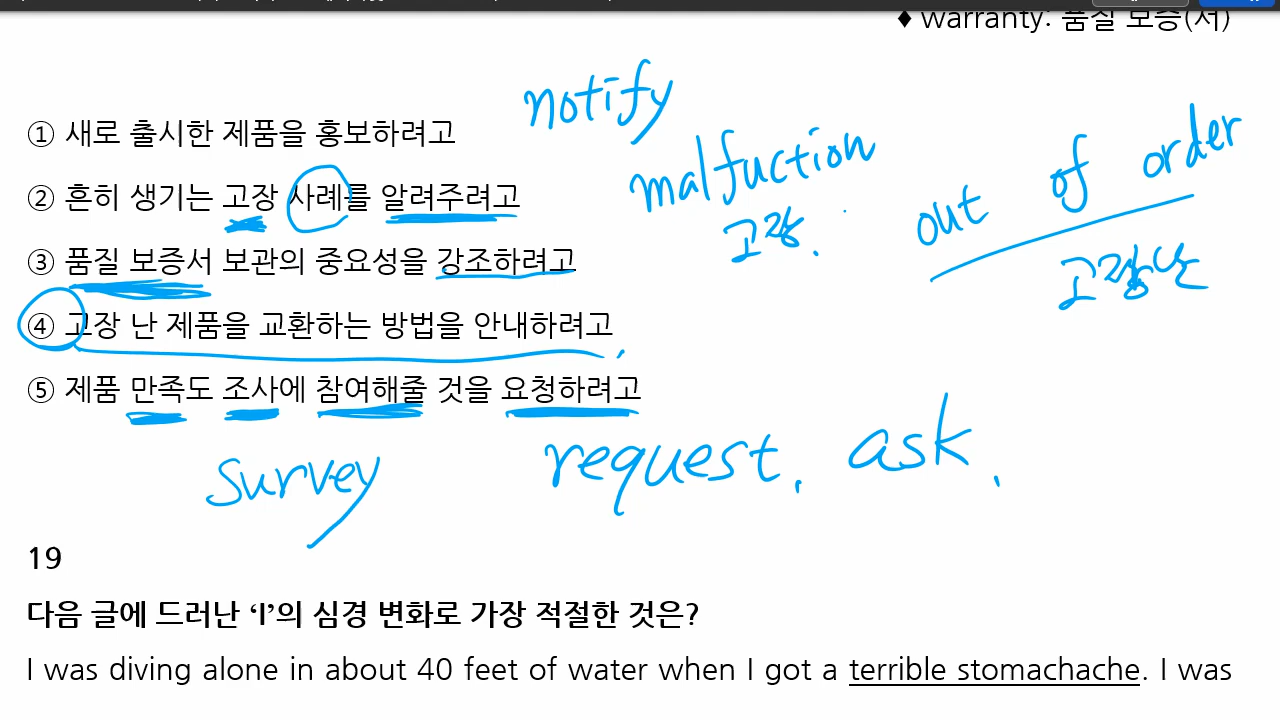 ♦ warranty: 품질 보증(서)
notify
① 새로 출시한 제품을 홍보하려고
malfuction
out of order
② 흔히 생기는 고장 사례를 알려주려고
고장.
고장난
③ 품질 보증서 보관의 중요성을 강조하려고
④ 고장 난 제품을 교환하는 방법을 안내하려고
⑤ 제품 만족도 조사에 참여해줄 것을 요청하려고
survey
request, ask,
19
다음 글에 드러난 ‘I’의 심경 변화로 가장 적절한 것은?
I was diving alone in about 40 feet of water when I got a terrible stomachache. I was